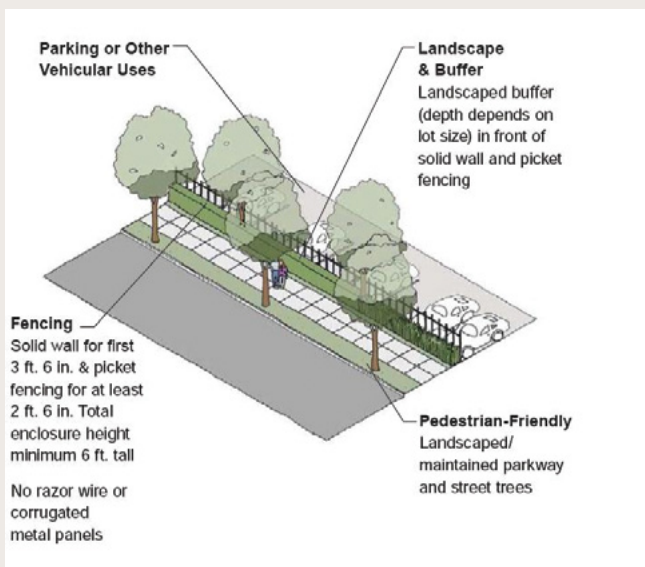 Parking or Other
Vehicular Uses
Landscape
& Buffer
Landscaped buffer
(depth depends on
lot size) in front of
solid wall and picket
fencing
Fencing
Solid wall for first
3 ft. 6 in. & picket
fencing for at least
2 ft. 6 in. Total
enclosure height
minimum 6 ft. tall
No razor wire or
corrugated
metal panels
Pedestrian-Friendly
Landscaped/
maintained parkway
and street trees